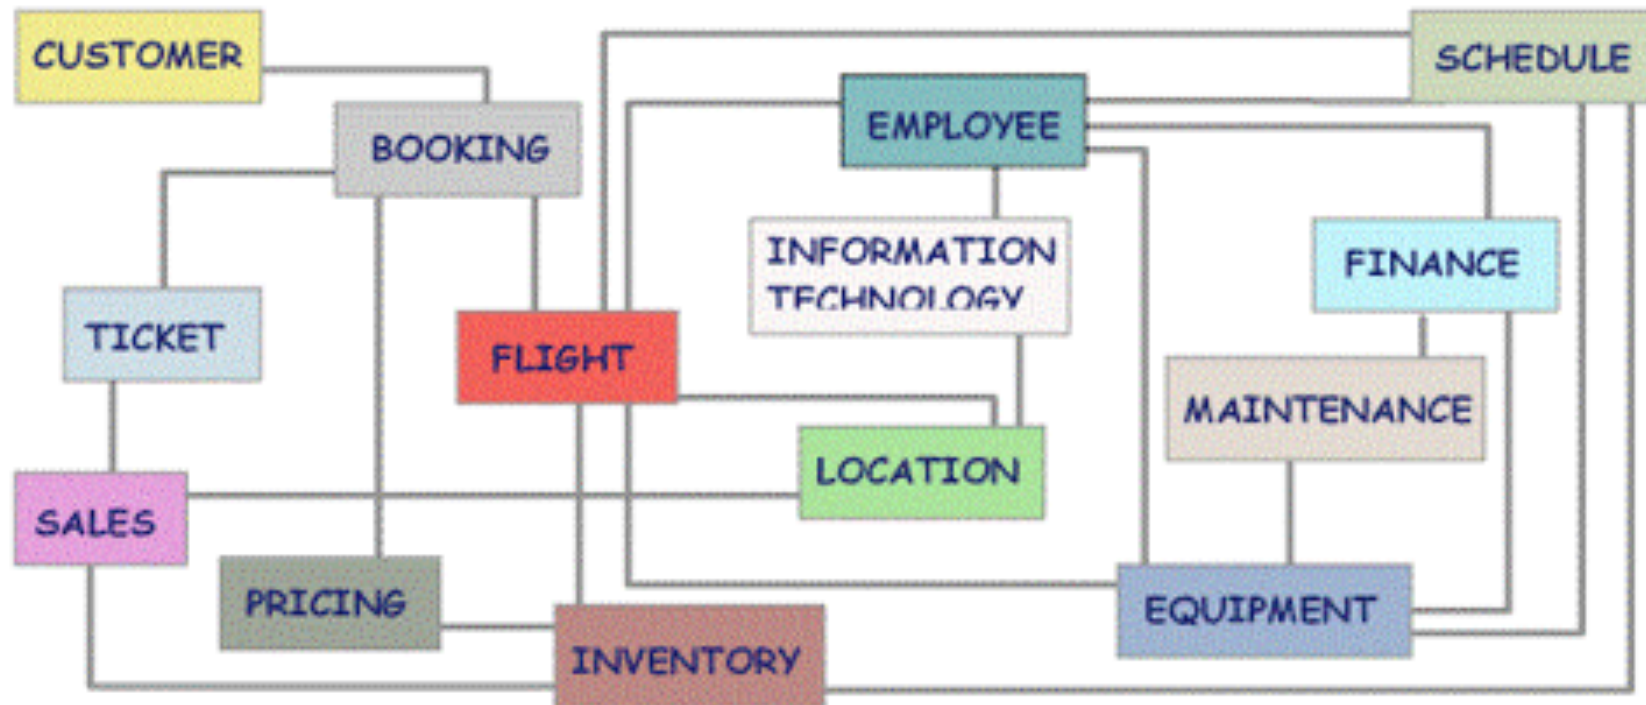 CUSTOMER
SCHEDULE
EMPLOYEE
BOOKING
INFORMATION
TECHNOLOGY
FINANCE
TICKET
FLIGHT
MAINTENANCE
LOCATION
SALES
PRICING
EQUIPMENT
INVENTORY